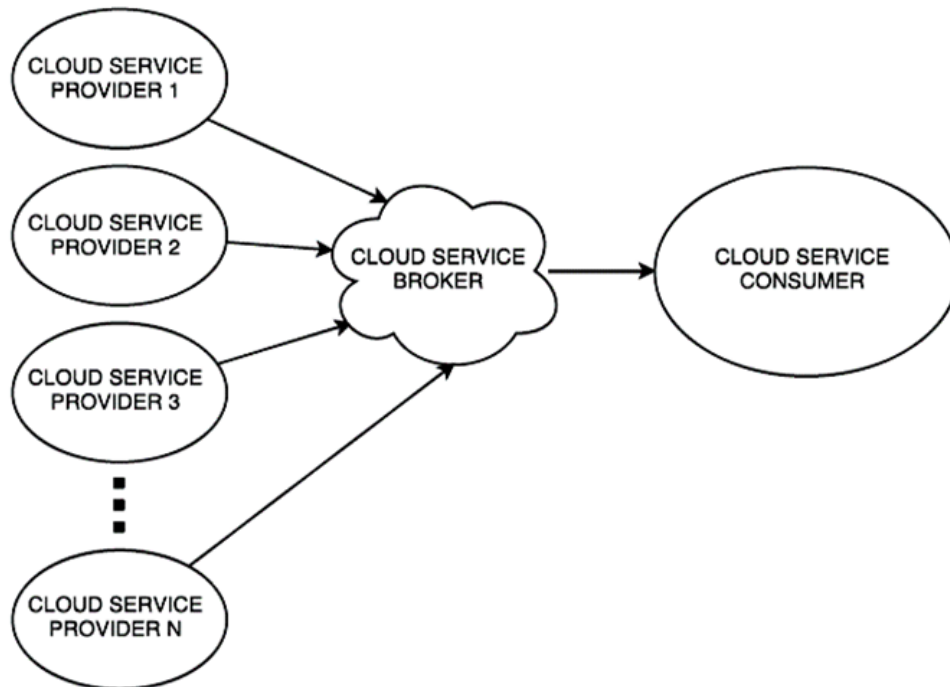 CLOUD SERVICE
PROVIDER 1
CLOUD SERVICE
PROVIDER 2
CLOUD SERVICE
PROVIDER 3
CLOUD SERVICE
PROVIDER N
CLOUD SERVICE
BROKER
CLOUD SERVICE
CONSUMER